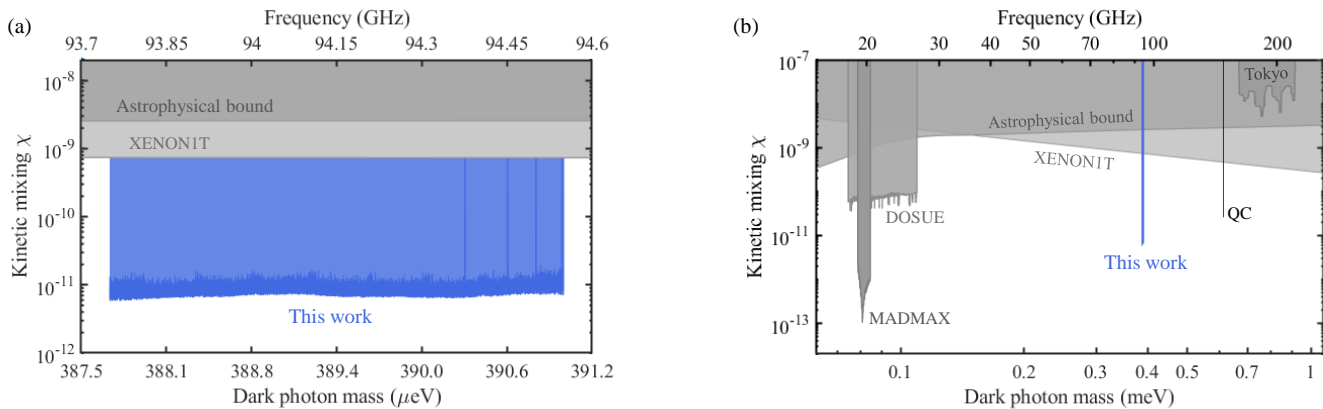 (a)
Frequency (GHz)
93.7 93.85 94 94.15 94.3 94.45 94.6
Kinetic mixing χ
10⁻⁸
10⁻⁹
10⁻¹⁰
10⁻¹¹
10⁻¹²
Astrophysical bound
XENON1T
This work
387.5 388.1 388.8 389.4 390.0 390.6 391.2
Dark photon mass (μeV)
(b)
Frequency (GHz)
20 30 40 50 70 100 200
Kinetic mixing χ
10⁻⁷
10⁻⁹
10⁻¹¹
10⁻¹³
Tokyo
Astrophysical bound
XENON1T
DOSUE
QC
This work
MADMAX
0.1 0.2 0.3 0.4 0.5 0.7 1
Dark photon mass (meV)